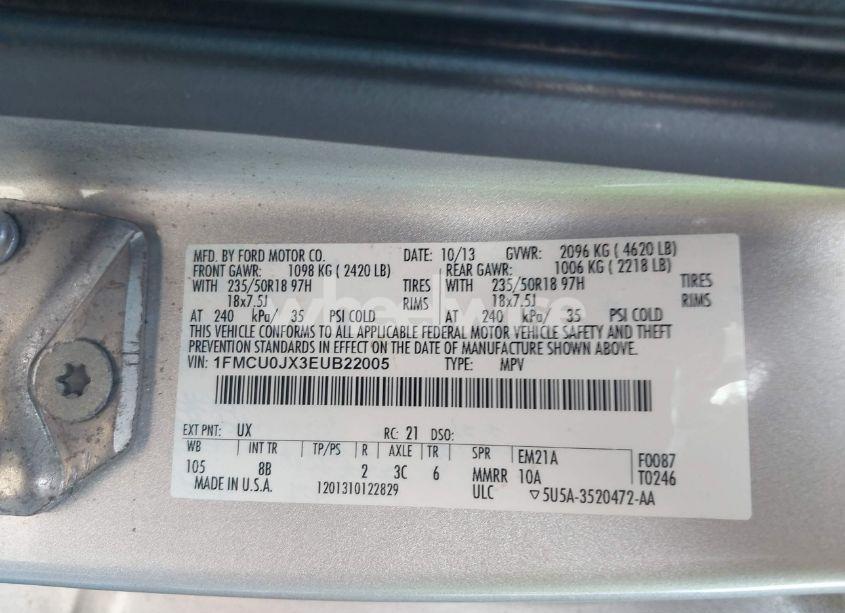 MFD. BY FORD MOTOR CO. DATE: 10/13 GVWR: 2096 KG ( 4620 LB)
FRONT GAWR: 1098 KG ( 2420 LB) REAR GAWR: 1006 KG ( 2218 LB)
WITH 235/50R18 97H TIRES WITH 235/50R18 97H TIRES
18x7.5J RIMS 18x7.5J RIMS
AT 240 kPa/ 35 PSI COLD AT 240 kPa/ 35 PSI COLD
THIS VEHICLE CONFORMS TO ALL APPLICABLE FEDERAL MOTOR VEHICLE SAFETY AND THEFT
PREVENTION STANDARDS IN EFFECT ON THE DATE OF MANUFACTURE SHOWN ABOVE.
VIN: 1FMCU0JX3EUB22005 TYPE: MPV
EXT PNT: UX RC: 21 DSO:
WB INT TR TP/PS R AXLE TR SPR EM21A F0087
105 8B 2 3C 6 MMRR 10A T0246
MADE IN U.S.A. 1201310122829 ULC ▽5U5A-3520472-AA